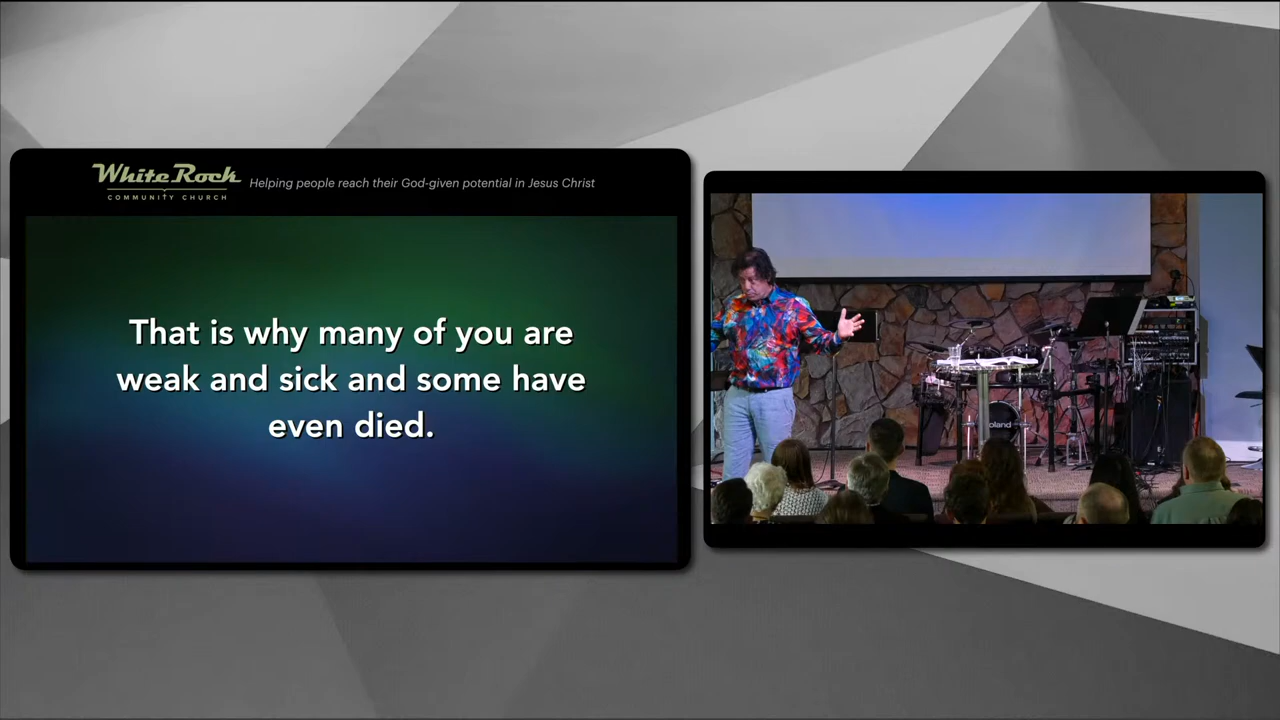 White Rock
COMMUNITY CHURCH
Helping people reach their God-given potential in Jesus Christ
That is why many of you are
weak and sick and some have
even died.
Roland